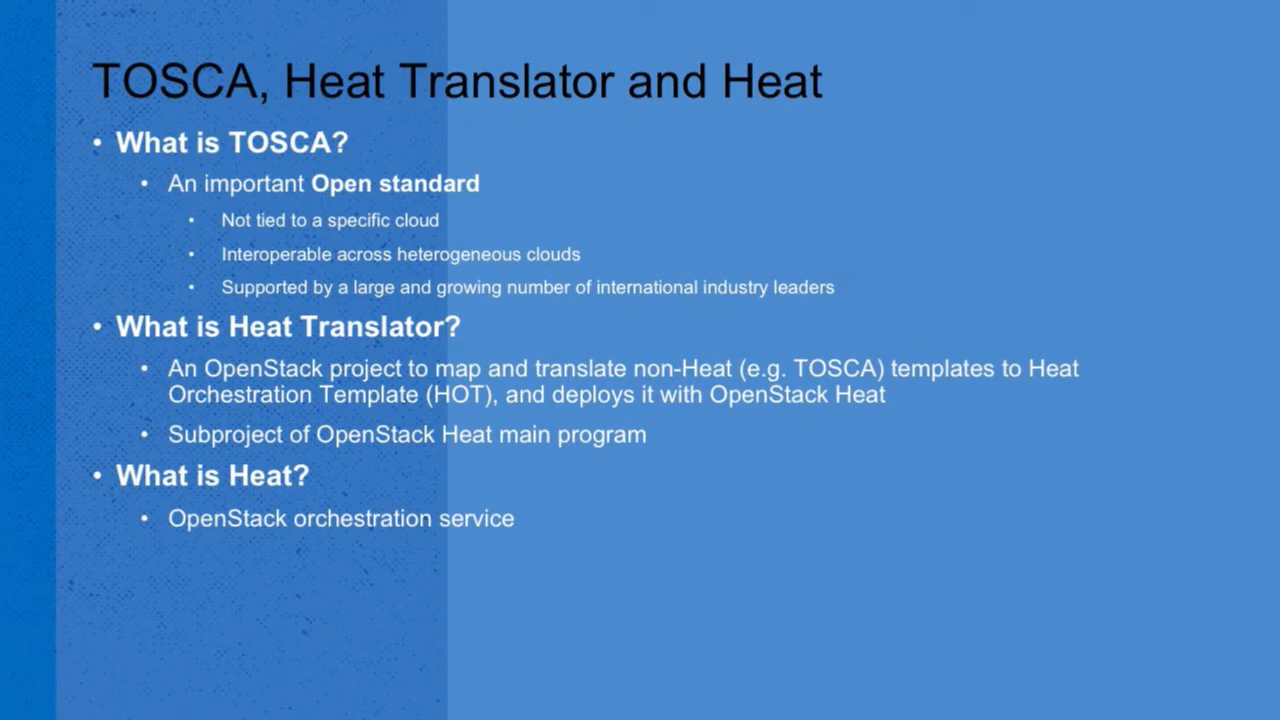 TOSCA, Heat Translator and Heat
• What is TOSCA?
• An important Open standard
• Not tied to a specific cloud
• Interoperable across heterogeneous clouds
• Supported by a large and growing number of international industry leaders
• What is Heat Translator?
• An OpenStack project to map and translate non-Heat (e.g. TOSCA) templates to Heat
Orchestration Template (HOT), and deploys it with OpenStack Heat
• Subproject of OpenStack Heat main program
• What is Heat?
• OpenStack orchestration service